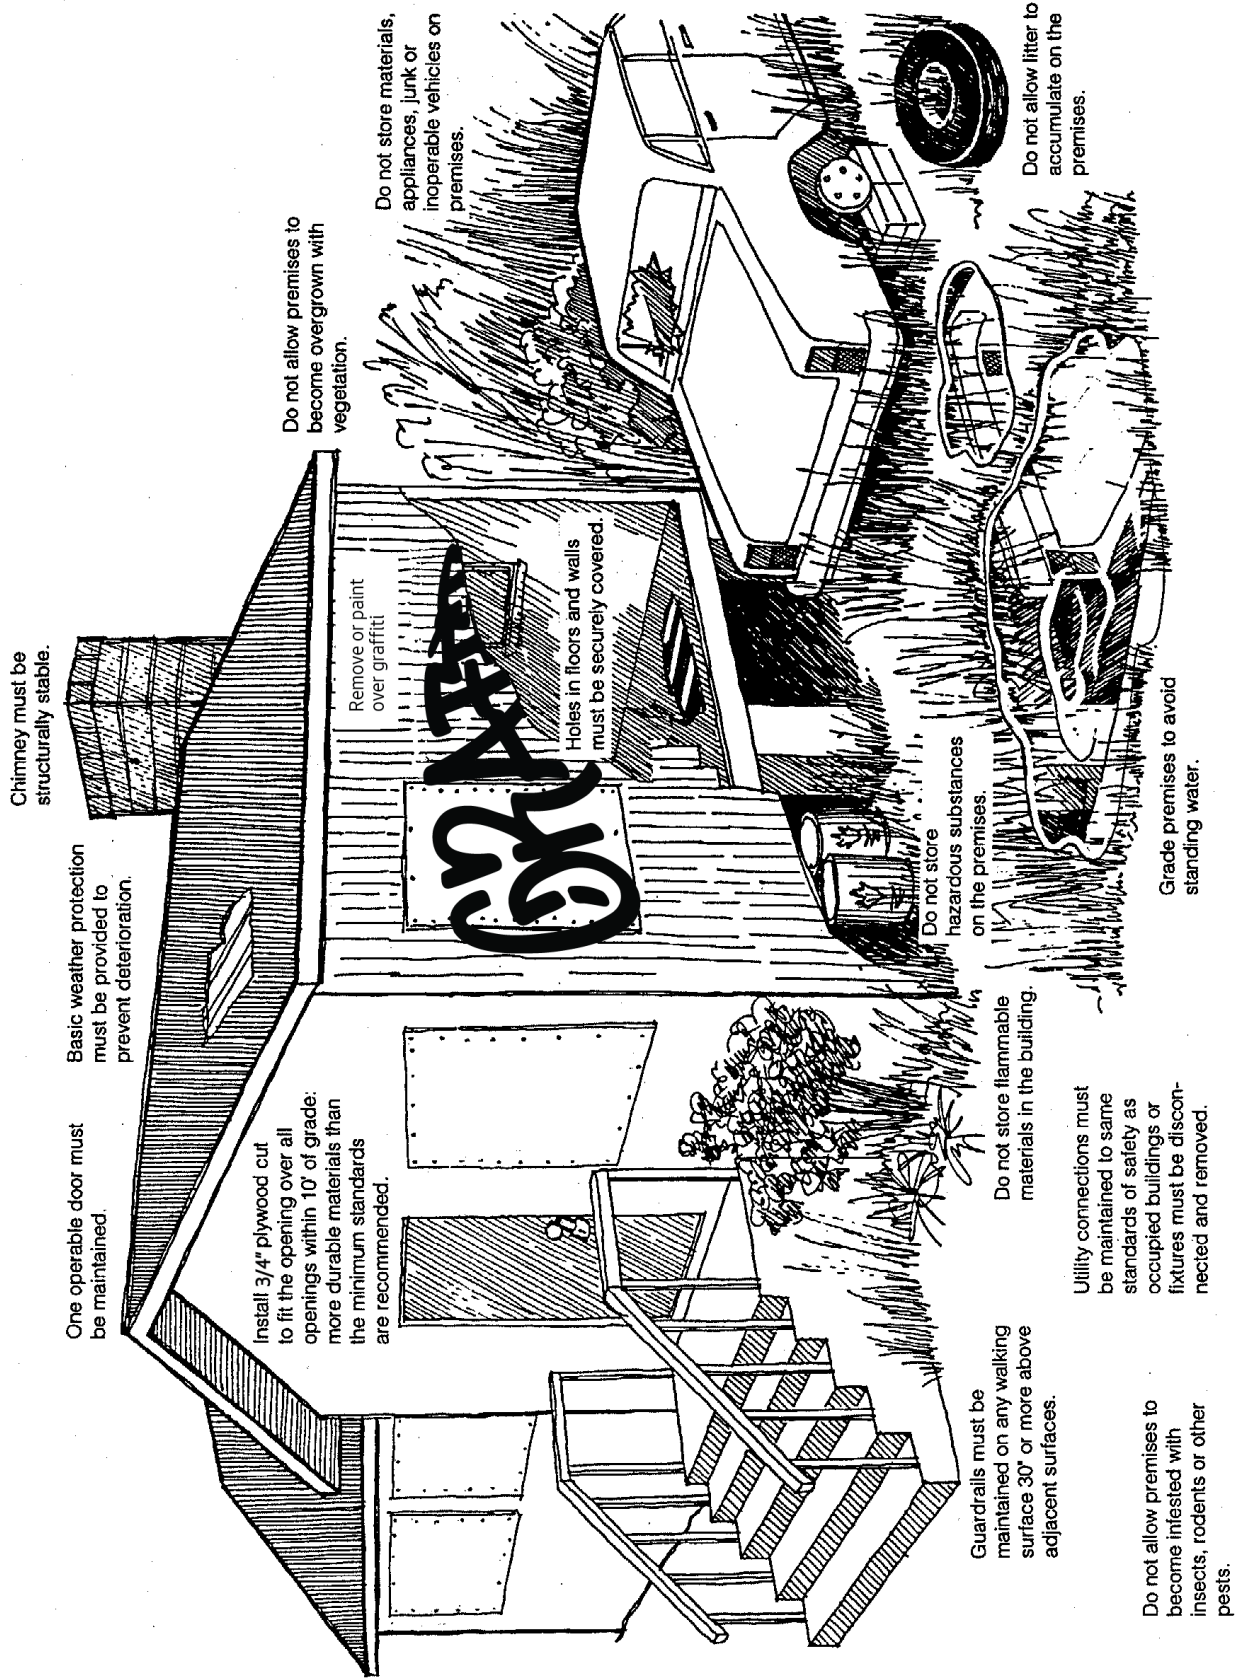 Chimney must be
structurally stable.
One operable door must
be maintained.
Basic weather protection
must be provided to
prevent deterioration.
Do not allow premises to
become overgrown with
vegetation.
Do not store materials,
appliances, junk or
inoperable vehicles on
premises.
Install 3/4" plywood cut
to fit the opening over all
openings within 10' of grade:
more durable materials than
the minimum standards
are recommended.
Remove or paint
over graffiti
Holes in floors and walls
must be securely covered.
Do not store
hazardous substances
on the premises.
Do not allow litter to
accumulate on the
premises.
Guardrails must be
maintained on any walking
surface 30" or more above
adjacent surfaces.
Do not store flammable
materials in the building.
Utility connections must
be maintained to same
standards of safety as
occupied buildings or
fixtures must be discon-
nected and removed.
Grade premises to avoid
standing water.
Do not allow premises to
become infested with
insects, rodents or other
pests.